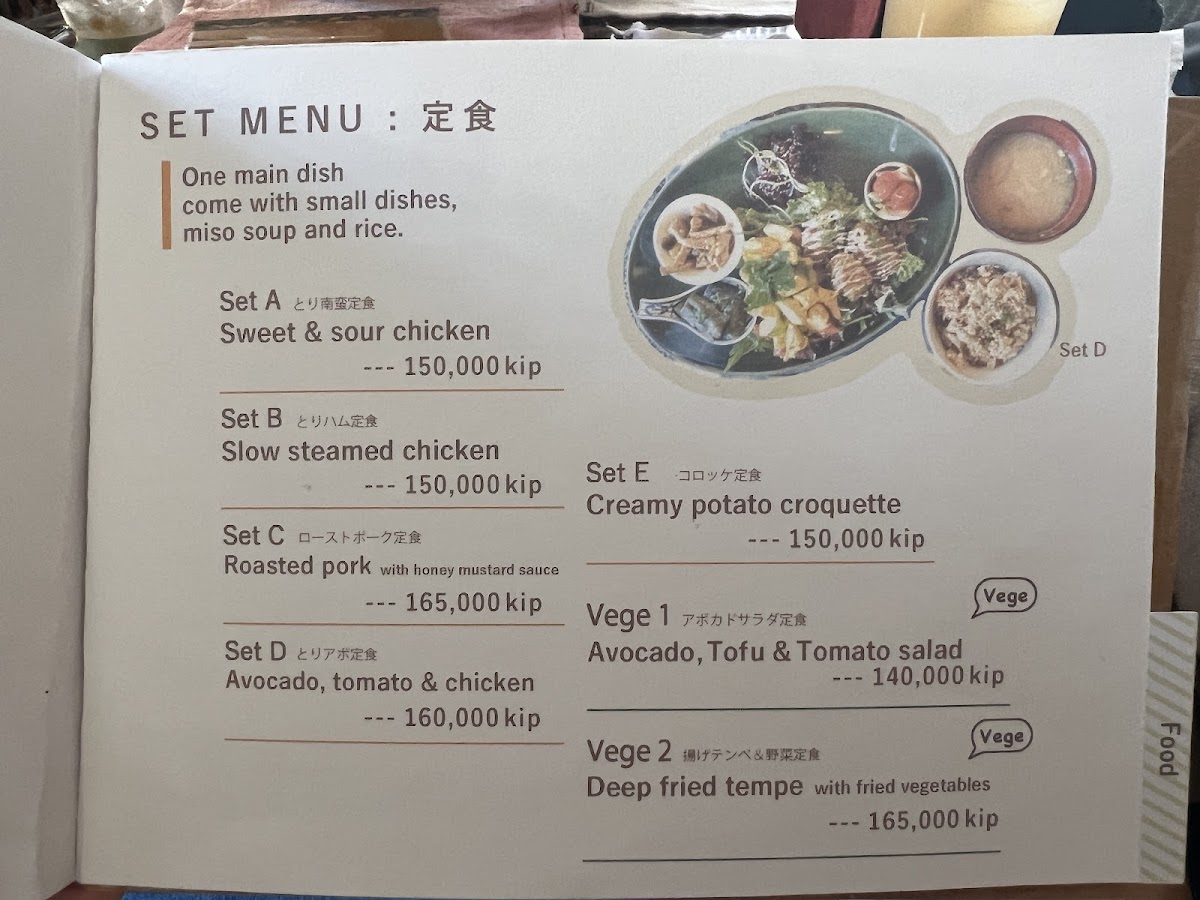 SET MENU : 定食
One main dish
come with small dishes,
miso soup and rice.
Set A とり南蛮定食
Sweet & sour chicken
--- 150,000 kip
Set B とりハム定食
Slow steamed chicken
--- 150,000 kip
Set C ローストポーク定食
Roasted pork with honey mustard sauce
--- 165,000 kip
Set D とりアボ定食
Avocado, tomato & chicken
--- 160,000 kip
Set D
Set E コロッケ定食
Creamy potato croquette
--- 150,000 kip
Vege
Vege 1 アボカドサラダ定食
Avocado, Tofu & Tomato salad
--- 140,000 kip
Vege
Vege 2 揚げテンペ&野菜定食
Deep fried tempe with fried vegetables
--- 165,000 kip
Food